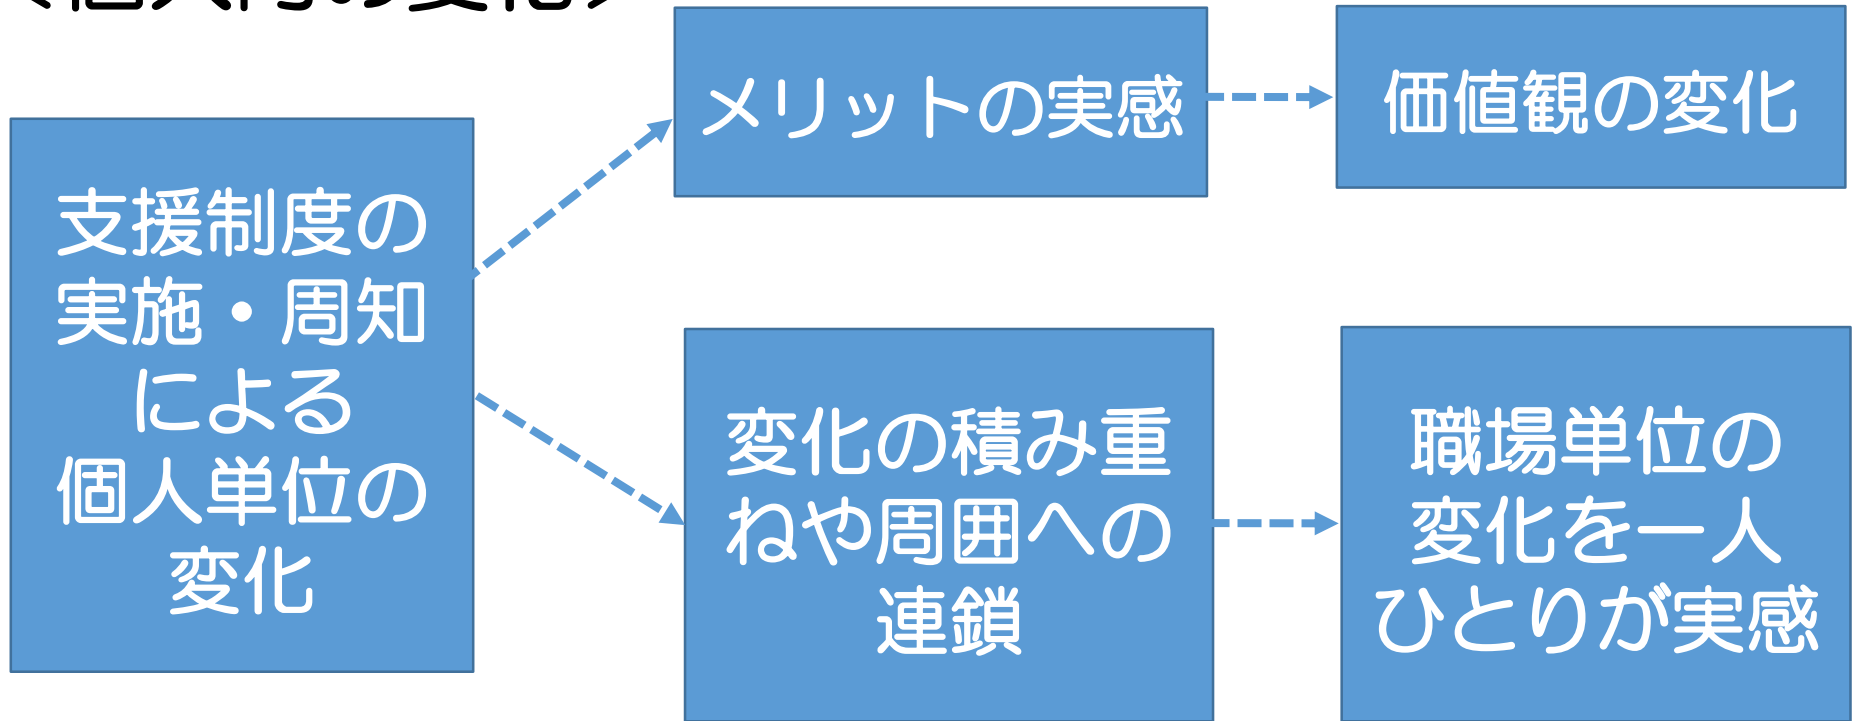 支援制度の
実施・周知
による
個人単位の
変化
メリットの実感
価値観の変化
変化の積み重
ねや周囲への
連鎖
職場単位の
変化を一人
ひとりが実感